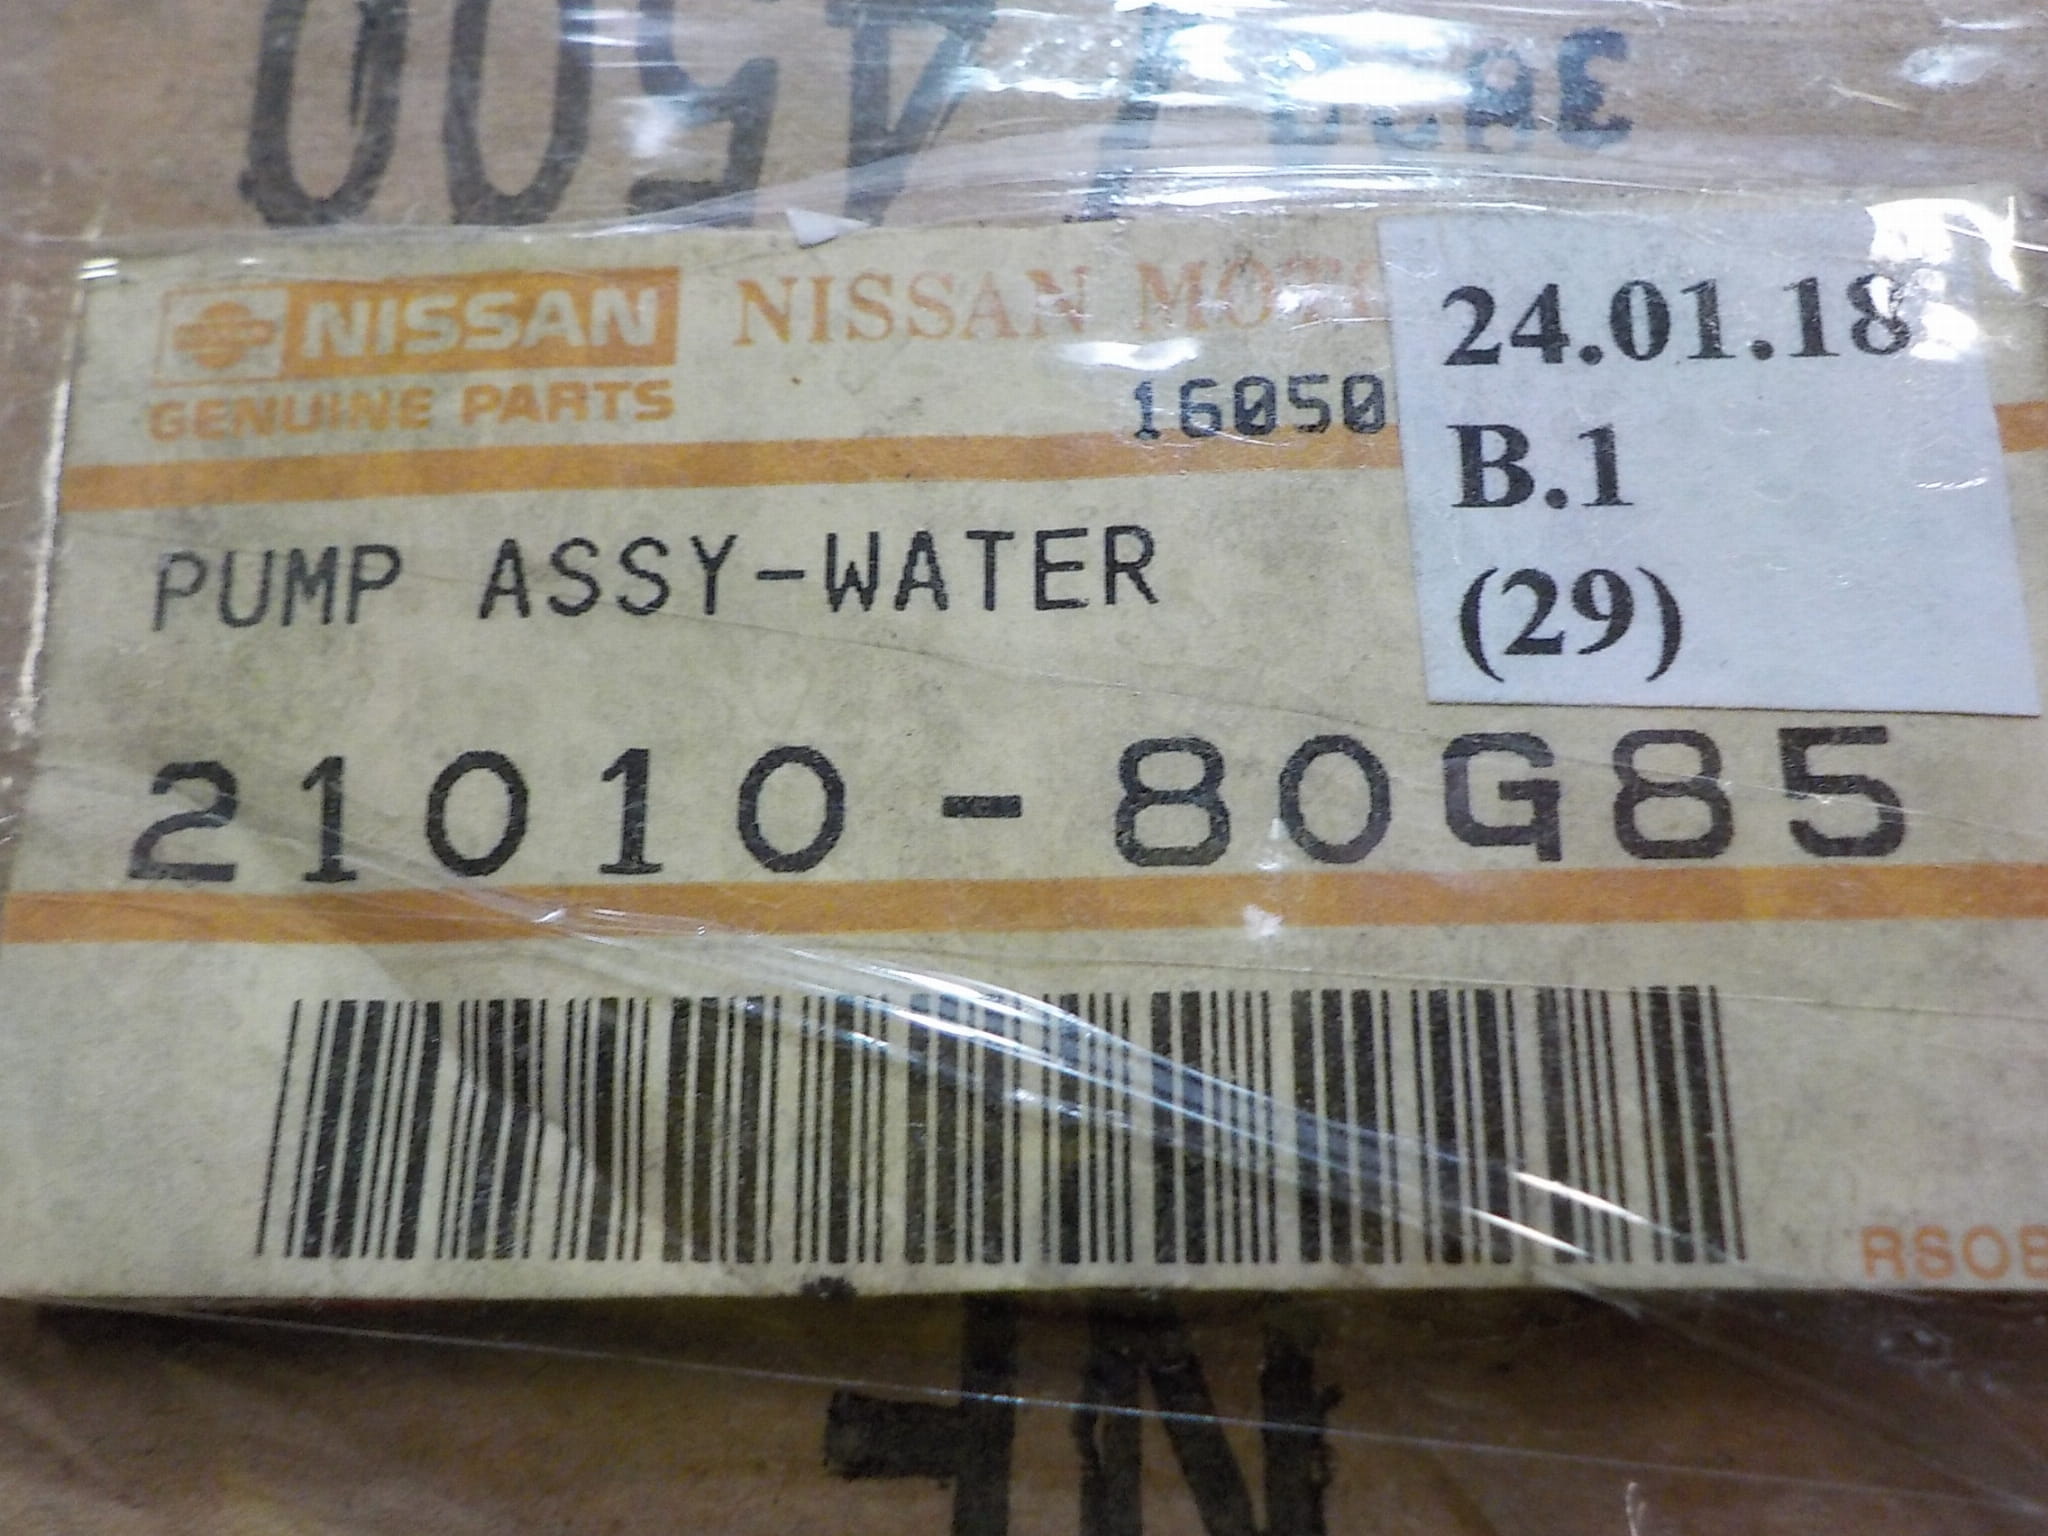 NISSAN
GENUINE PARTS
NISSAN
16050
24.01.18
B.1
(29)
PUMP ASSY-WATER
21010-80G85